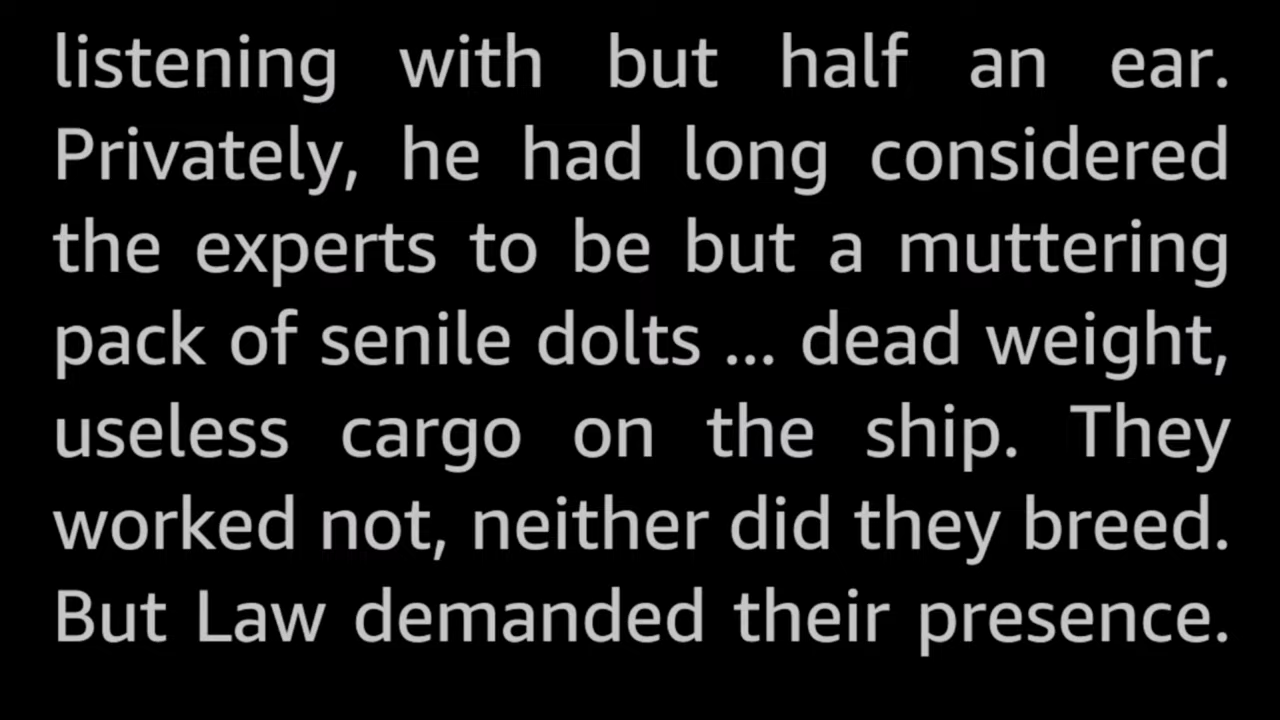 listening with but half an ear.
Privately, he had long considered
the experts to be but a muttering
pack of senile dolts ... dead weight,
useless cargo on the ship. They
worked not, neither did they breed.
But Law demanded their presence.